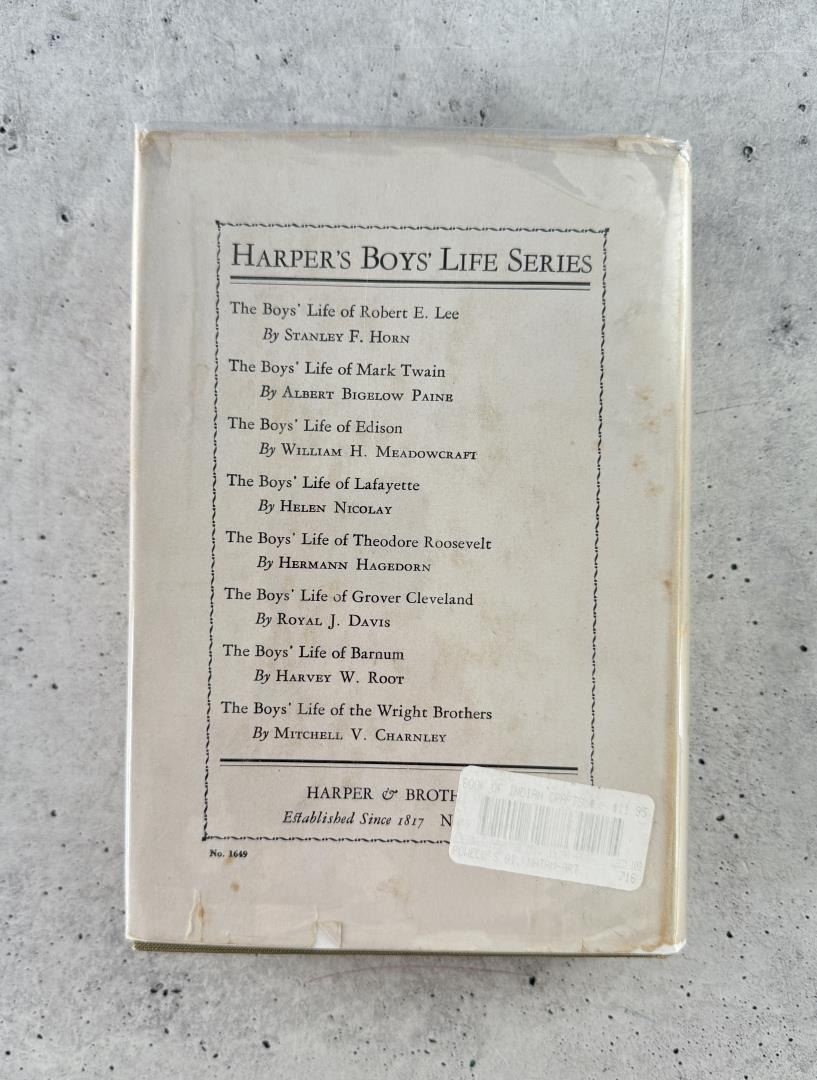 HARPER'S BOYS' LIFE SERIES
The Boys' Life of Robert E. Lee
By STANLEY F. HORN
The Boys' Life of Mark Twain
By ALBERT BIGELOW PAINE
The Boys' Life of Edison
By WILLIAM H. MEADOWCRAFT
The Boys' Life of Lafayette
By HELEN NICOLAY
The Boys' Life of Theodore Roosevelt
By HERMANN HAGEDORN
The Boys' Life of Grover Cleveland
By ROYAL J. DAVIS
The Boys' Life of Barnum
By HARVEY W. ROOT
The Boys' Life of the Wright Brothers
By MITCHELL V. CHARNLEY
HARPER & BROTH
Established Since 1817 N
No. 1649
BOOK OF INDIAN CRAFTS $11.95
POWELL'S
716